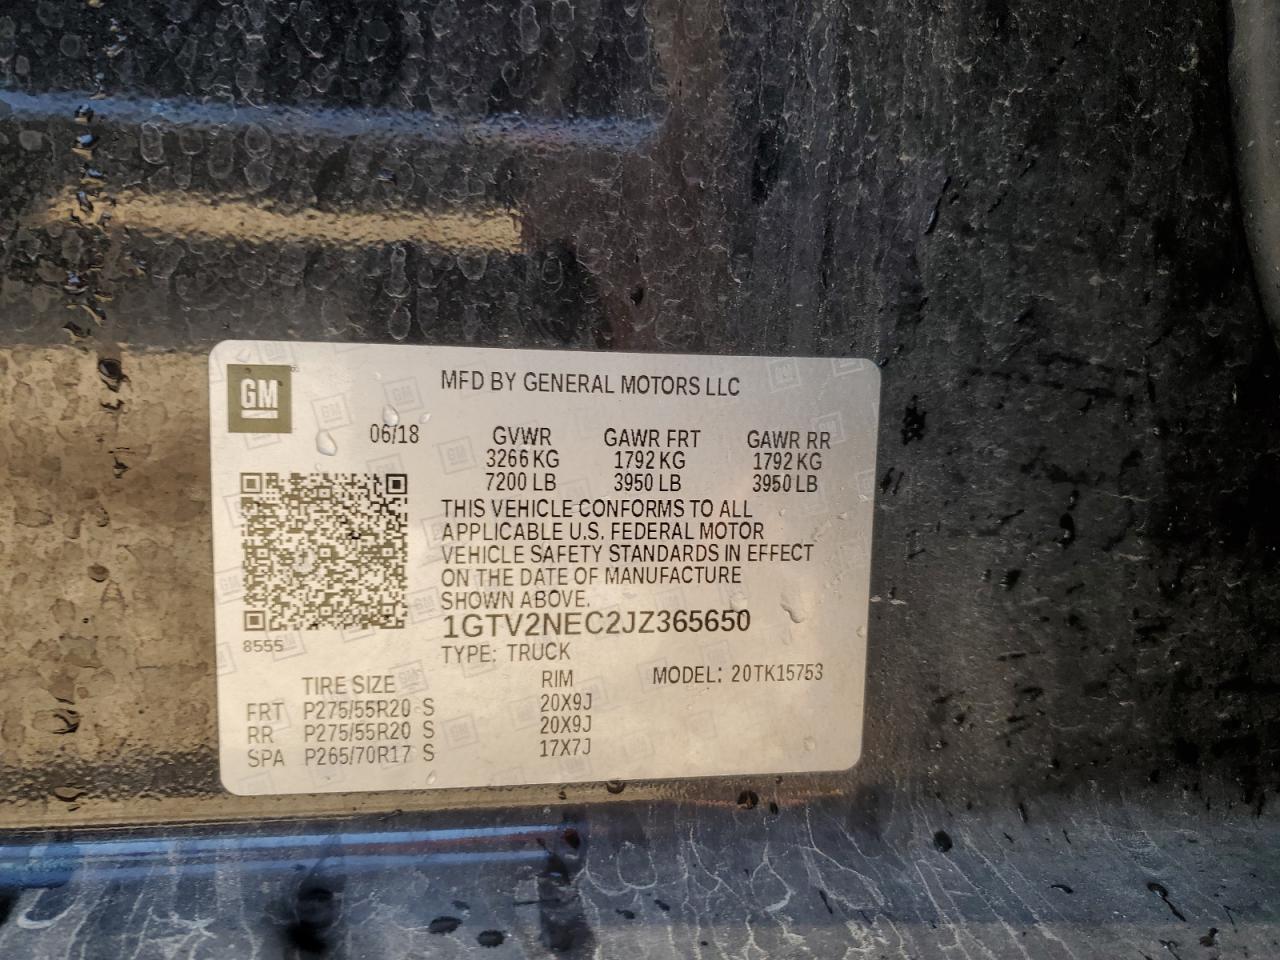 GM
MFD BY GENERAL MOTORS LLC
06/18 GVWR GAWR FRT GAWR RR
3266 KG 1792 KG 1792 KG
7200 LB 3950 LB 3950 LB
THIS VEHICLE CONFORMS TO ALL
APPLICABLE U.S. FEDERAL MOTOR
VEHICLE SAFETY STANDARDS IN EFFECT
ON THE DATE OF MANUFACTURE
SHOWN ABOVE.
1GTV2NEC2JZ365650
8555
TYPE: TRUCK
TIRE SIZE RIM MODEL: 20TK15753
FRT P275/55R20 S 20X9J
RR P275/55R20 S 20X9J
SPA P265/70R17 S 17X7J